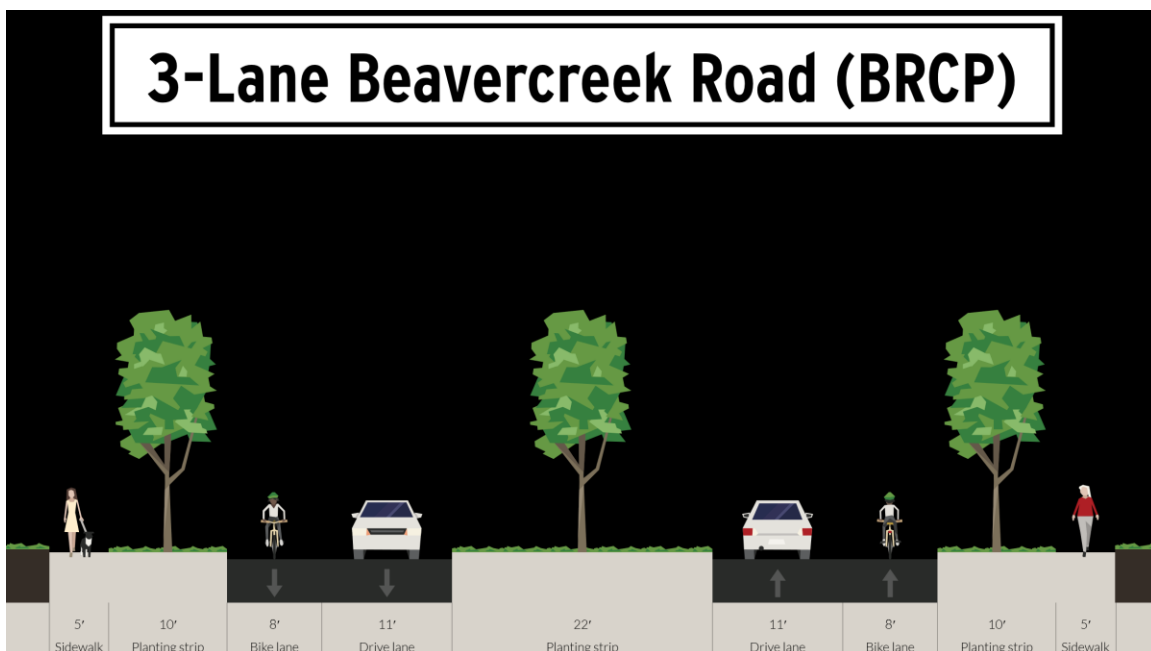 3-Lane Beavercreek Road (BRCP)
5' 10' 8' 11' 22' 11' 8' 10' 5'
Sidewalk Planting strip Bike lane Drive lane Planting strip Drive lane Bike lane Planting strip Sidewalk